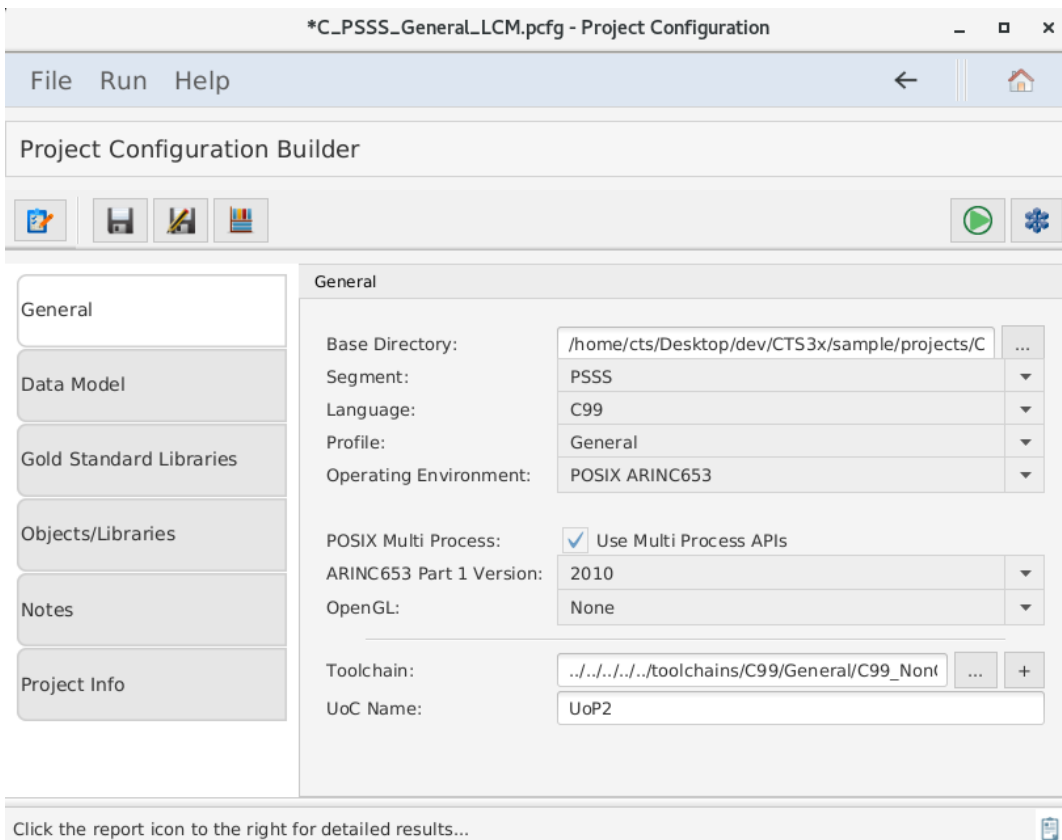 *C_PSSS_General_LCM.pcfg - Project Configuration
File Run Help
Project Configuration Builder
General
Data Model
Gold Standard Libraries
Objects/Libraries
Notes
Project Info
General
Base Directory: /home/cts/Desktop/dev/CTS3x/sample/projects/C ...
Segment: PSSS
Language: C99
Profile: General
Operating Environment: POSIX ARINC653
POSIX Multi Process: Use Multi Process APIs
ARINC653 Part 1 Version: 2010
OpenGL: None
Toolchain: ../../../../../toolchains/C99/General/C99_Non ... +
UoC Name: UoP2
Click the report icon to the right for detailed results...